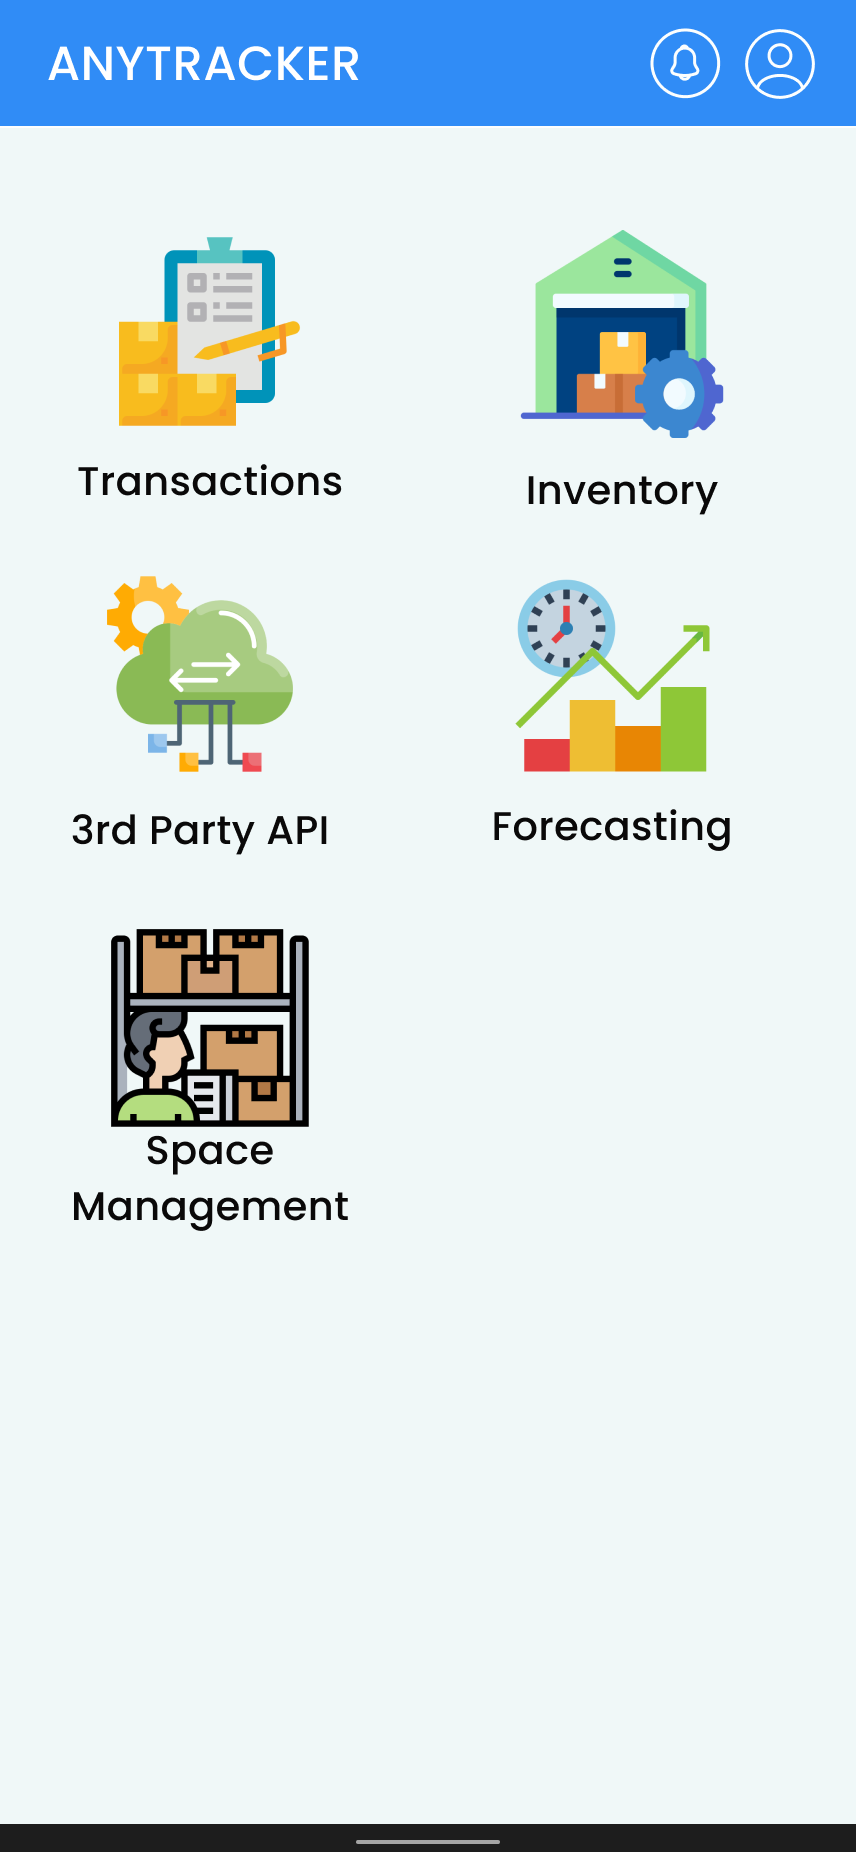 ANYTRACKER
Transactions
Inventory
3rd Party API
Forecasting
Space
Management